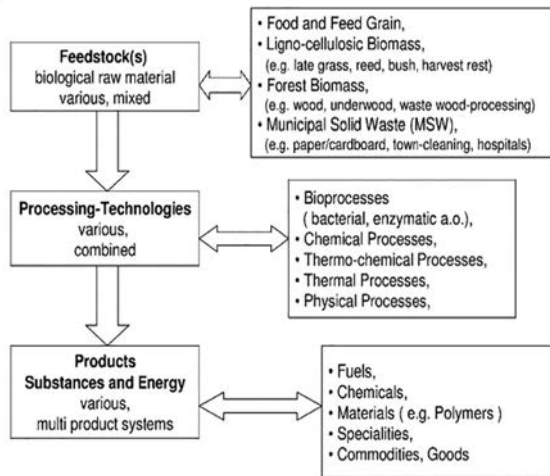 Feedstock(s)
biological raw material
various, mixed
• Food and Feed Grain,
• Ligno-cellulosic Biomass,
(e.g. late grass, reed, bush, harvest rest)
• Forest Biomass,
(e.g. wood, underwood, waste wood-processing)
• Municipal Solid Waste (MSW),
(e.g. paper/cardboard, town-cleaning, hospitals)
Processing-Technologies
various,
combined
• Bioprocesses
( bacterial, enzymatic a.o.),
• Chemical Processes,
• Thermo-chemical Processes,
• Thermal Processes,
• Physical Processes,
Products
Substances and Energy
various,
multi product systems
• Fuels,
• Chemicals,
• Materials ( e.g. Polymers )
• Specialities,
• Commodities, Goods